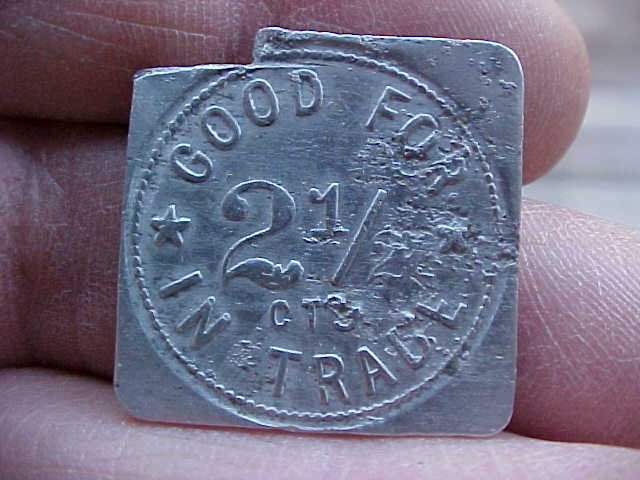 GOOD FOR
2 1/2
CTS.
IN TRADE